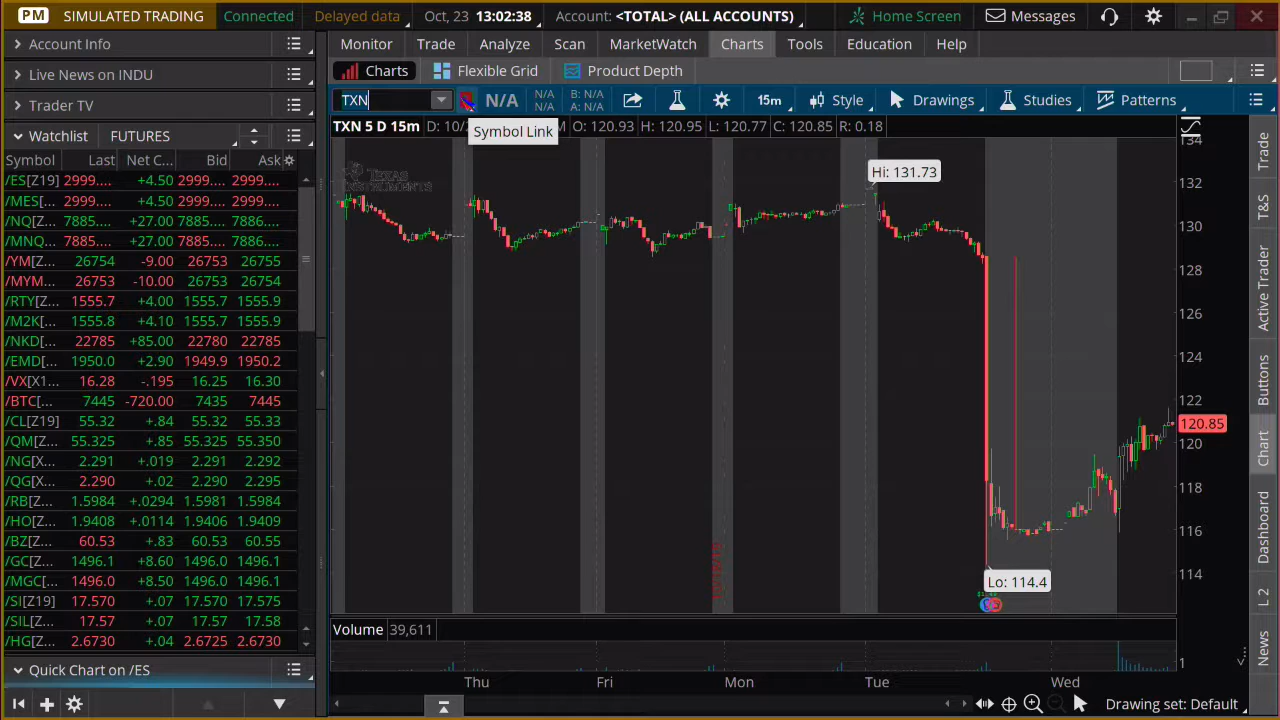 PM SIMULATED TRADING Connected Delayed data Oct, 23 13:02:38 Account: <TOTAL> (ALL ACCOUNTS) Home Screen Messages
Account Info
Live News on INDU
Trader TV
Watchlist FUTURES
Symbol Last Net C... Bid Ask
/ES[Z19] 2999.... +4.50 2999.... 2999....
/MES[... 2999.... +4.50 2999.... 2999....
/NQ[Z... 7885.... +27.00 7885.... 7886....
/MNQ... 7885.... +27.00 7885.... 7886....
/YM[Z... 26754 -9.00 26753 26755
/MYM... 26753 -10.00 26753 26754
/RTY[Z... 1555.7 +4.00 1555.7 1555.9
/M2K[... 1555.8 +4.10 1555.7 1555.9
/NKD[... 22785 +85.00 22780 22785
/EMD[... 1950.0 +2.90 1949.9 1950.2
/VX[X1... 16.28 -.195 16.25 16.30
/BTC[... 7445 -720.00 7435 7445
/CL[Z19] 55.32 +.84 55.32 55.33
/QM[Z... 55.325 +.85 55.325 55.350
/NG[X... 2.291 +.019 2.291 2.292
/QG[X... 2.290 +.02 2.290 2.295
/RB[Z... 1.5984 +.0294 1.5981 1.5984
/HO[Z... 1.9408 +.0114 1.9406 1.9409
/BZ[Z... 60.53 +.83 60.53 60.55
/GC[Z... 1496.1 +8.60 1496.0 1496.1
/MGC[... 1496.1 +8.50 1496.0 1496.1
/SI[Z19] 17.570 +.07 17.570 17.575
/SIL[Z... 17.57 +.07 17.57 17.58
/HG[Z... 2.6730 +.04 2.6725 2.6730
Quick Chart on /ES
Monitor Trade Analyze Scan MarketWatch Charts Tools Education Help
Charts Flexible Grid Product Depth
TXN N/A N/A N/A B: N/A A: N/A 15m Style Drawings Studies Patterns
Symbol Link
TXN 5 D 15m D: 10/2 M O: 120.93 H: 120.95 L: 120.77 C: 120.85 R: 0.18
TEXAS
INSTRUMENTS
Hi: 131.73
Lo: 114.4
134
132
130
128
126
124
122
120.85
120
118
116
114
Volume 39,611
1
Thu Fri Mon Tue Wed
Drawing set: Default
Trade
T&S
Active Trader
Buttons
Chart
Dashboard
L 2
News